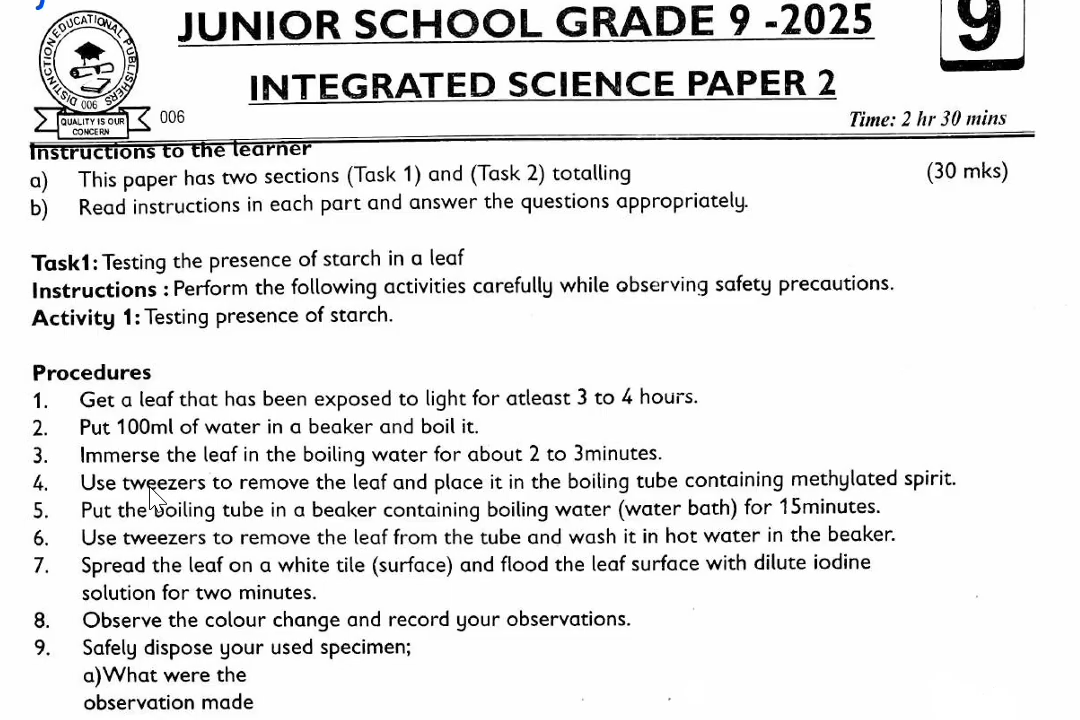 JUNIOR SCHOOL GRADE 9 -2025
9
INTEGRATED SCIENCE PAPER 2
DISTINCTION EDUCATIONAL PUBLISHERS
006
QUALITY IS OUR
CONCERN
006
Time: 2 hr 30 mins
Instructions to the learner
a) This paper has two sections (Task 1) and (Task 2) totalling (30 mks)
b) Read instructions in each part and answer the questions appropriately.
Task1: Testing the presence of starch in a leaf
Instructions : Perform the following activities carefully while observing safety precautions.
Activity 1: Testing presence of starch.
Procedures
1. Get a leaf that has been exposed to light for atleast 3 to 4 hours.
2. Put 100ml of water in a beaker and boil it.
3. Immerse the leaf in the boiling water for about 2 to 3minutes.
4. Use tweezers to remove the leaf and place it in the boiling tube containing methylated spirit.
5. Put the boiling tube in a beaker containing boiling water (water bath) for 15minutes.
6. Use tweezers to remove the leaf from the tube and wash it in hot water in the beaker.
7. Spread the leaf on a white tile (surface) and flood the leaf surface with dilute iodine
solution for two minutes.
8. Observe the colour change and record your observations.
9. Safely dispose your used specimen;
a)What were the
observation made